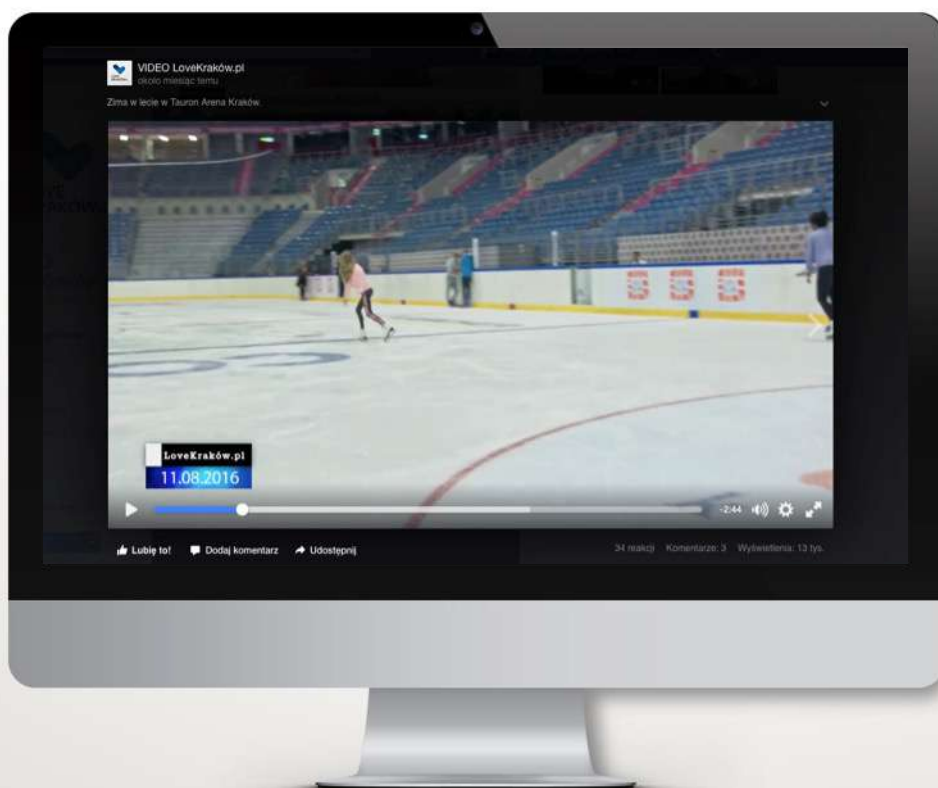 VIDEO LoveKraków.pl
około miesiąc temu
Zima w lecie w Tauron Arena Kraków.
LoveKraków.pl
11.08.2016
-2:44
Lubię to! Dodaj komentarz Udostępnij
34 reakcji Komentarze: 3 Wyświetlenia: 13 tys.